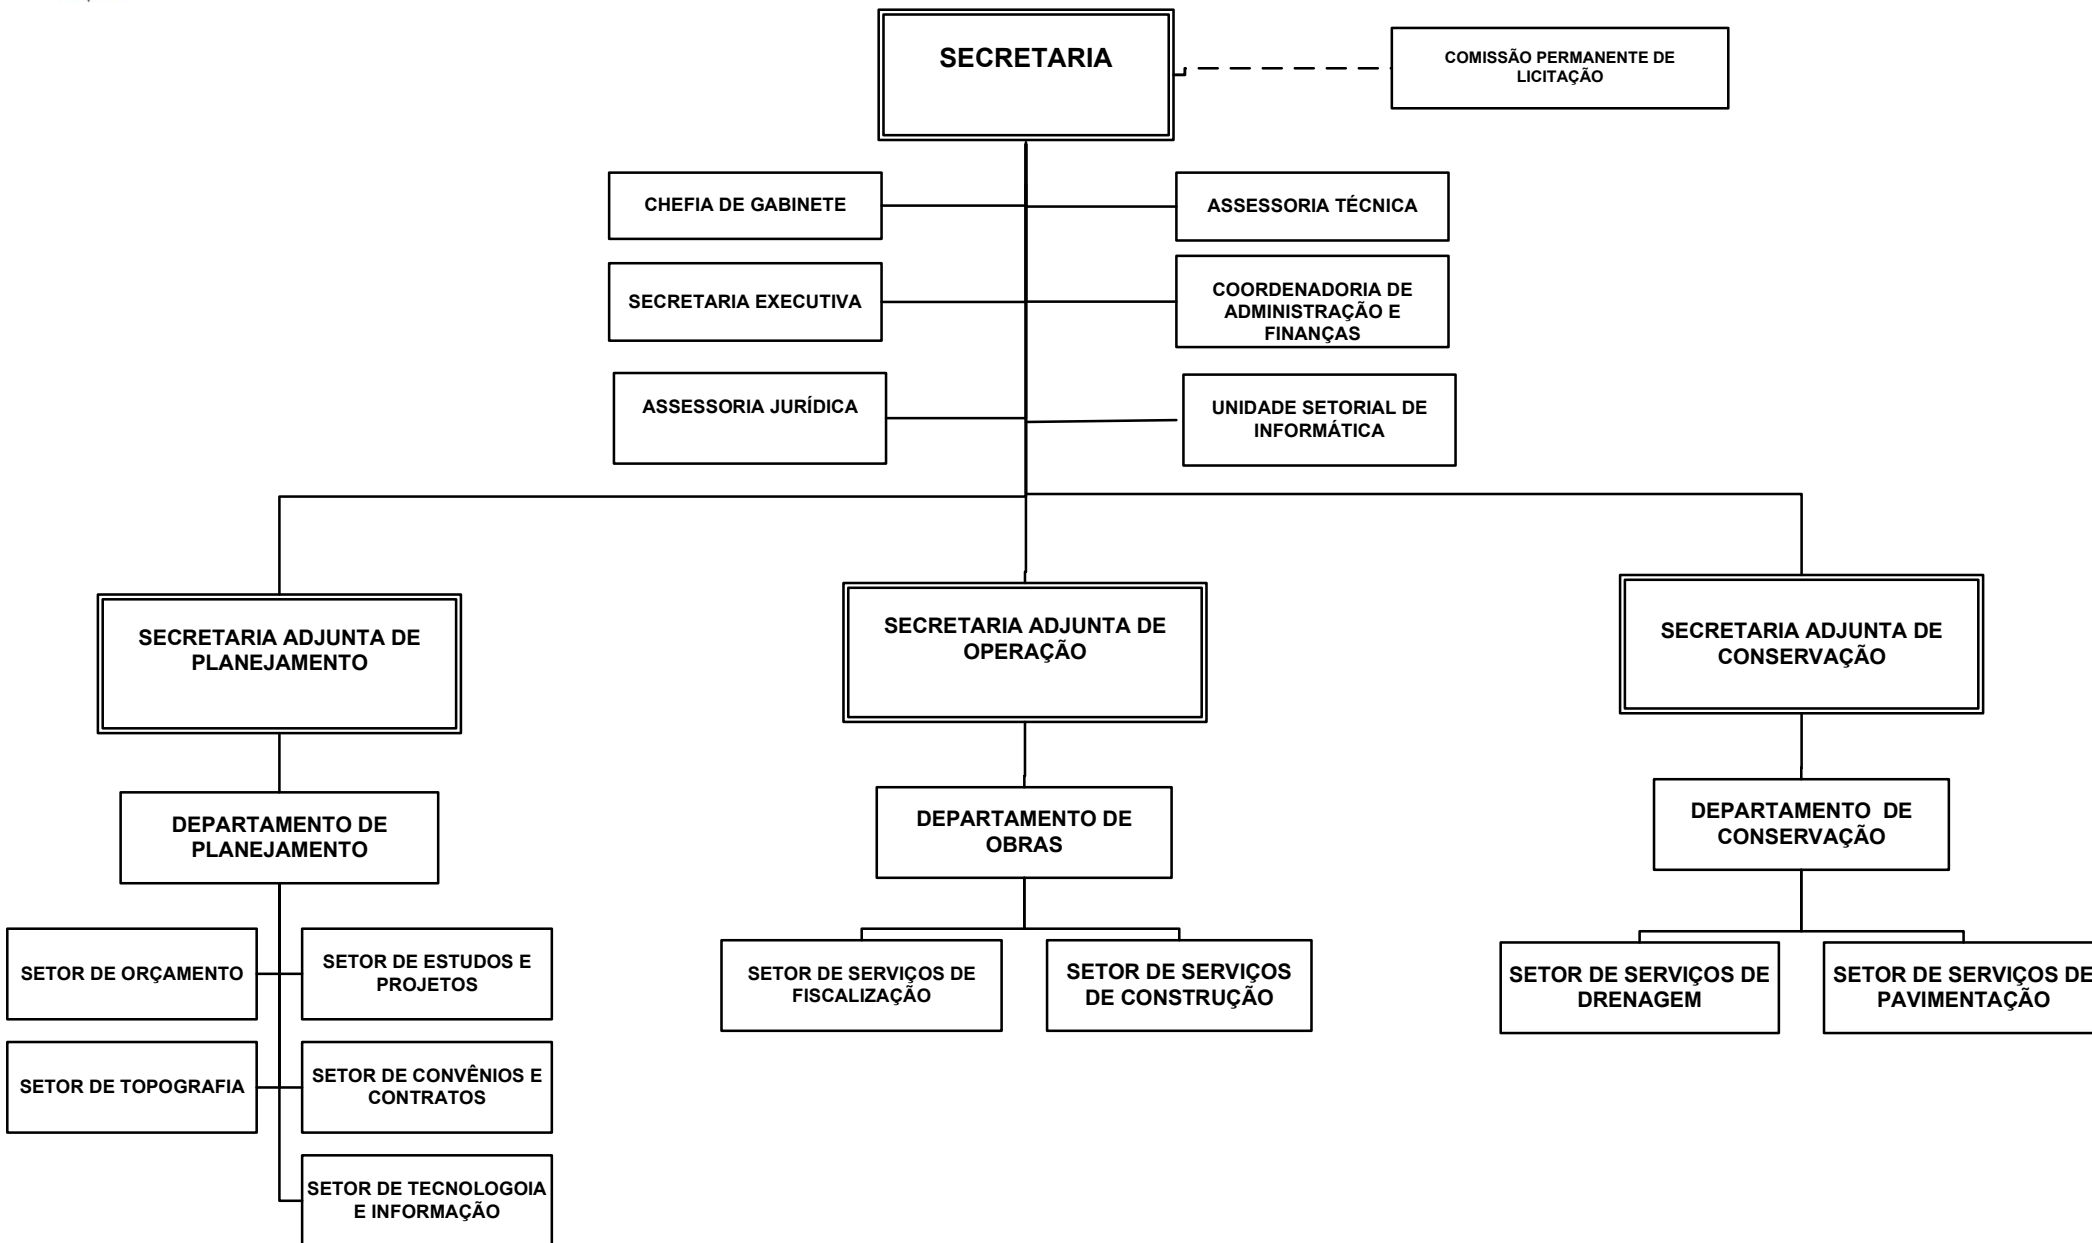 SECRETARIA
COMISSÃO PERMANENTE DE
LICITAÇÃO
CHEFIA DE GABINETE
ASSESSORIA TÉCNICA
SECRETARIA EXECUTIVA
COORDENADORIA DE
ADMINISTRAÇÃO E
FINANÇAS
ASSESSORIA JURÍDICA
UNIDADE SETORIAL DE
INFORMÁTICA
SECRETARIA ADJUNTA DE
PLANEJAMENTO
SECRETARIA ADJUNTA DE
OPERAÇÃO
SECRETARIA ADJUNTA DE
CONSERVAÇÃO
DEPARTAMENTO DE
PLANEJAMENTO
DEPARTAMENTO DE
OBRAS
DEPARTAMENTO DE
CONSERVAÇÃO
SETOR DE ORÇAMENTO
SETOR DE ESTUDOS E
PROJETOS
SETOR DE SERVIÇOS DE
FISCALIZAÇÃO
SETOR DE SERVIÇOS
DE CONSTRUÇÃO
SETOR DE SERVIÇOS DE
DRENAGEM
SETOR DE SERVIÇOS DE
PAVIMENTAÇÃO
SETOR DE TOPOGRAFIA
SETOR DE CONVÊNIOS E
CONTRATOS
SETOR DE TECNOLOGOIA
E INFORMAÇÃO